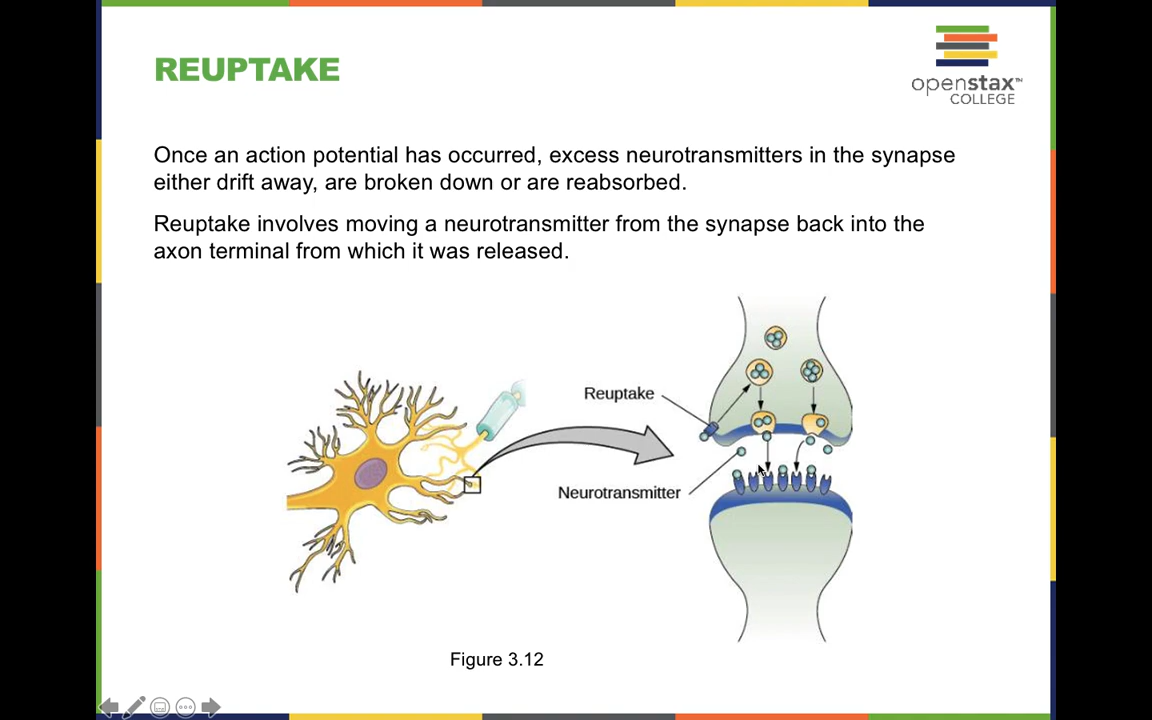 REUPTAKE
openstax™
COLLEGE
Once an action potential has occurred, excess neurotransmitters in the synapse
either drift away, are broken down or are reabsorbed.
Reuptake involves moving a neurotransmitter from the synapse back into the
axon terminal from which it was released.
Reuptake
Neurotransmitter
Figure 3.12